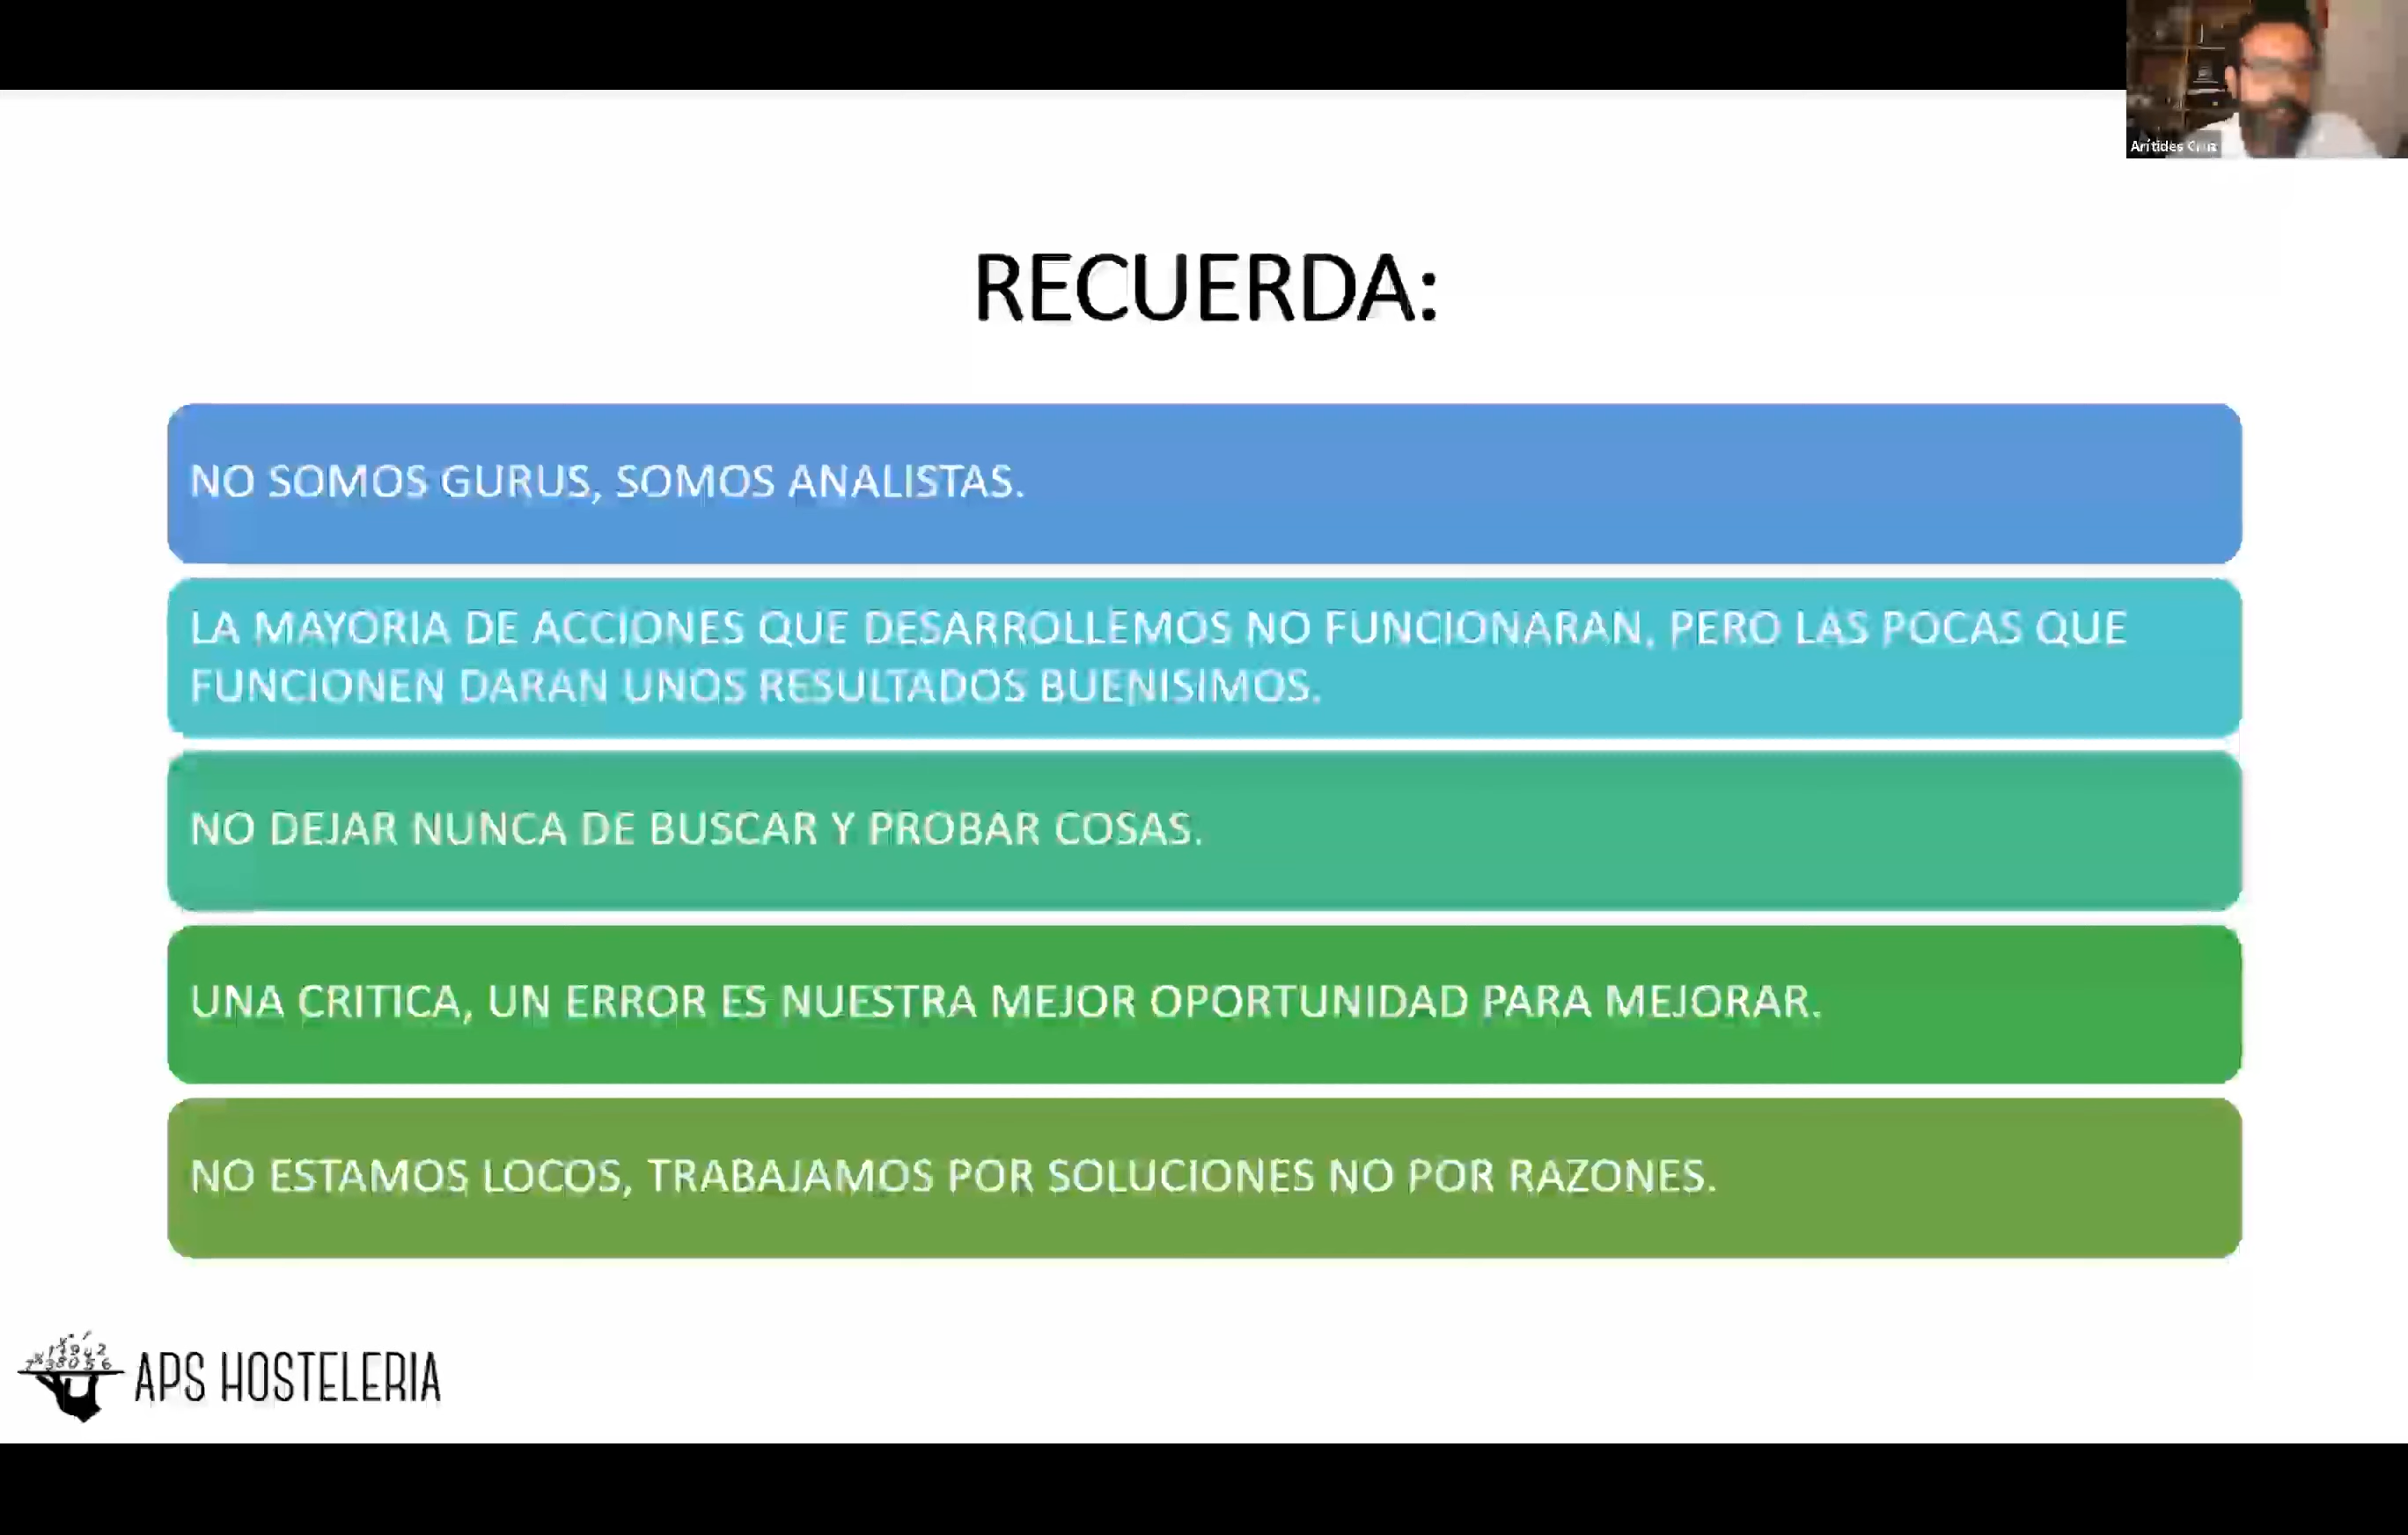 Arítides Cruz
RECUERDA:
NO SOMOS GURUS, SOMOS ANALISTAS.
LA MAYORIA DE ACCIONES QUE DESARROLLEMOS NO FUNCIONARAN, PERO LAS POCAS QUE
FUNCIONEN DARAN UNOS RESULTADOS BUENISIMOS.
NO DEJAR NUNCA DE BUSCAR Y PROBAR COSAS.
UNA CRITICA, UN ERROR ES NUESTRA MEJOR OPORTUNIDAD PARA MEJORAR.
NO ESTAMOS LOCOS, TRABAJAMOS POR SOLUCIONES NO POR RAZONES.
APS HOSTELERIA